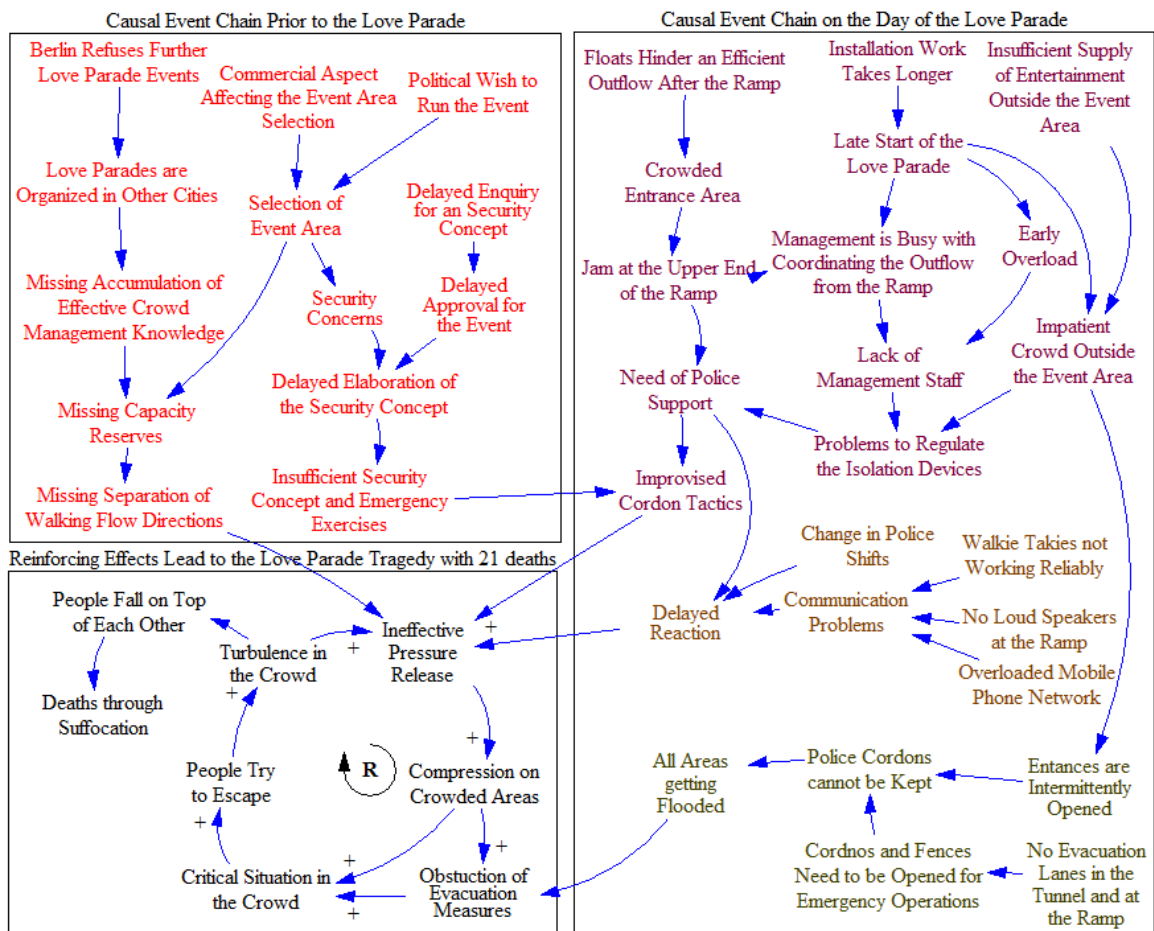 Causal Event Chain Prior to the Love Parade
Berlin Refuses Further
Love Parade Events
Commercial Aspect
Affecting the Event Area
Selection
Political Wish to
Run the Event
Love Parades are
Organized in Other Cities
Selection of
Event Area
Delayed Enquiry
for an Security
Concept
Missing Accumulation of
Effective Crowd
Management Knowledge
Security
Concerns
Delayed
Approval for
the Event
Missing Capacity
Reserves
Delayed Elaboration of
the Security Concept
Missing Separation of
Walking Flow Directions
Insufficient Security
Concept and Emergency
Exercises
Causal Event Chain on the Day of the Love Parade
Floats Hinder an Efficient
Outflow After the Ramp
Installation Work
Takes Longer
Insufficient Supply
of Entertainment
Outside the Event
Area
Crowded
Entrance Area
Late Start of the
Love Parade
Jam at the Upper End
of the Ramp
Management is Busy with
Coordinating the Outflow
from the Ramp
Early
Overload
Need of Police
Support
Lack of
Management Staff
Impatient
Crowd Outside
the Event Area
Improvised
Cordon Tactics
Problems to Regulate
the Isolation Devices
Change in Police
Shifts
Walkie Takies not
Working Reliably
Delayed
Reaction
Communication
Problems
No Loud Speakers
at the Ramp
Overloaded Mobile
Phone Network
All Areas
getting
Flooded
Police Cordons
cannot be Kept
Entances are
Intermittently
Opened
Cordnos and Fences
Need to be Opened for
Emergency Operations
No Evacuation
Lanes in the
Tunnel and at
the Ramp
Reinforcing Effects Lead to the Love Parade Tragedy with 21 deaths
People Fall on Top
of Each Other
Turbulence in
the Crowd
+
+
Ineffective
Pressure
Release
Deaths through
Suffocation
+
+
People Try
to Escape
R
Compression on
Crowded Areas
+
+
+
Critical Situation in
the Crowd
+
Obstuction of
Evacuation
Measures